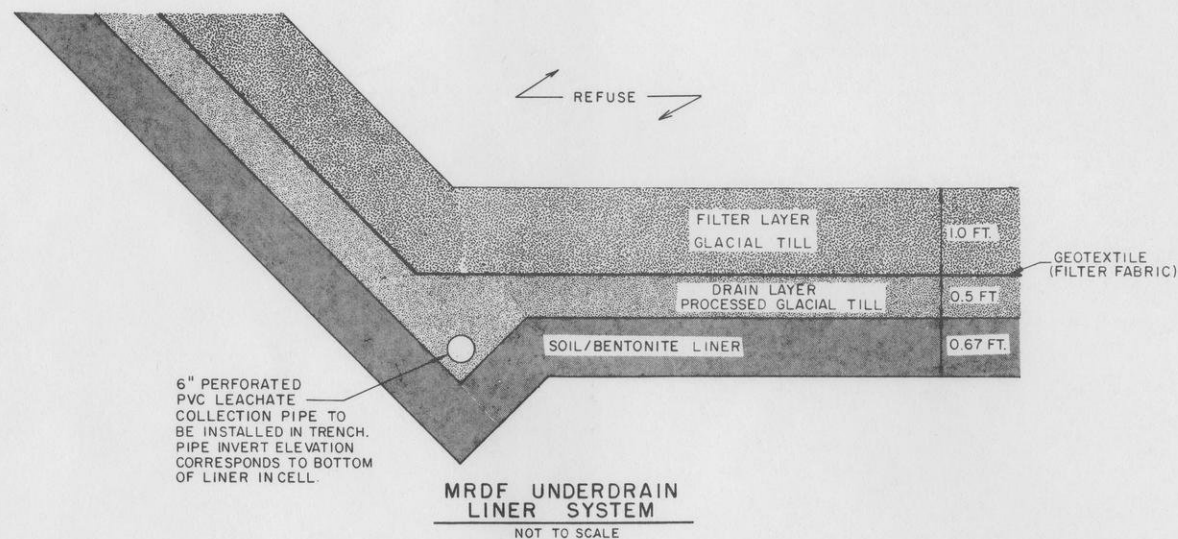 REFUSE
FILTER LAYER
GLACIAL TILL
1.0 FT.
GEOTEXTILE
(FILTER FABRIC)
DRAIN LAYER
PROCESSED GLACIAL TILL
0.5 FT
SOIL/BENTONITE LINER
0.67 FT.
6" PERFORATED
PVC LEACHATE
COLLECTION PIPE TO
BE INSTALLED IN TRENCH.
PIPE INVERT ELEVATION
CORRESPONDS TO BOTTOM
OF LINER IN CELL.
MRDF UNDERDRAIN
LINER SYSTEM
NOT TO SCALE